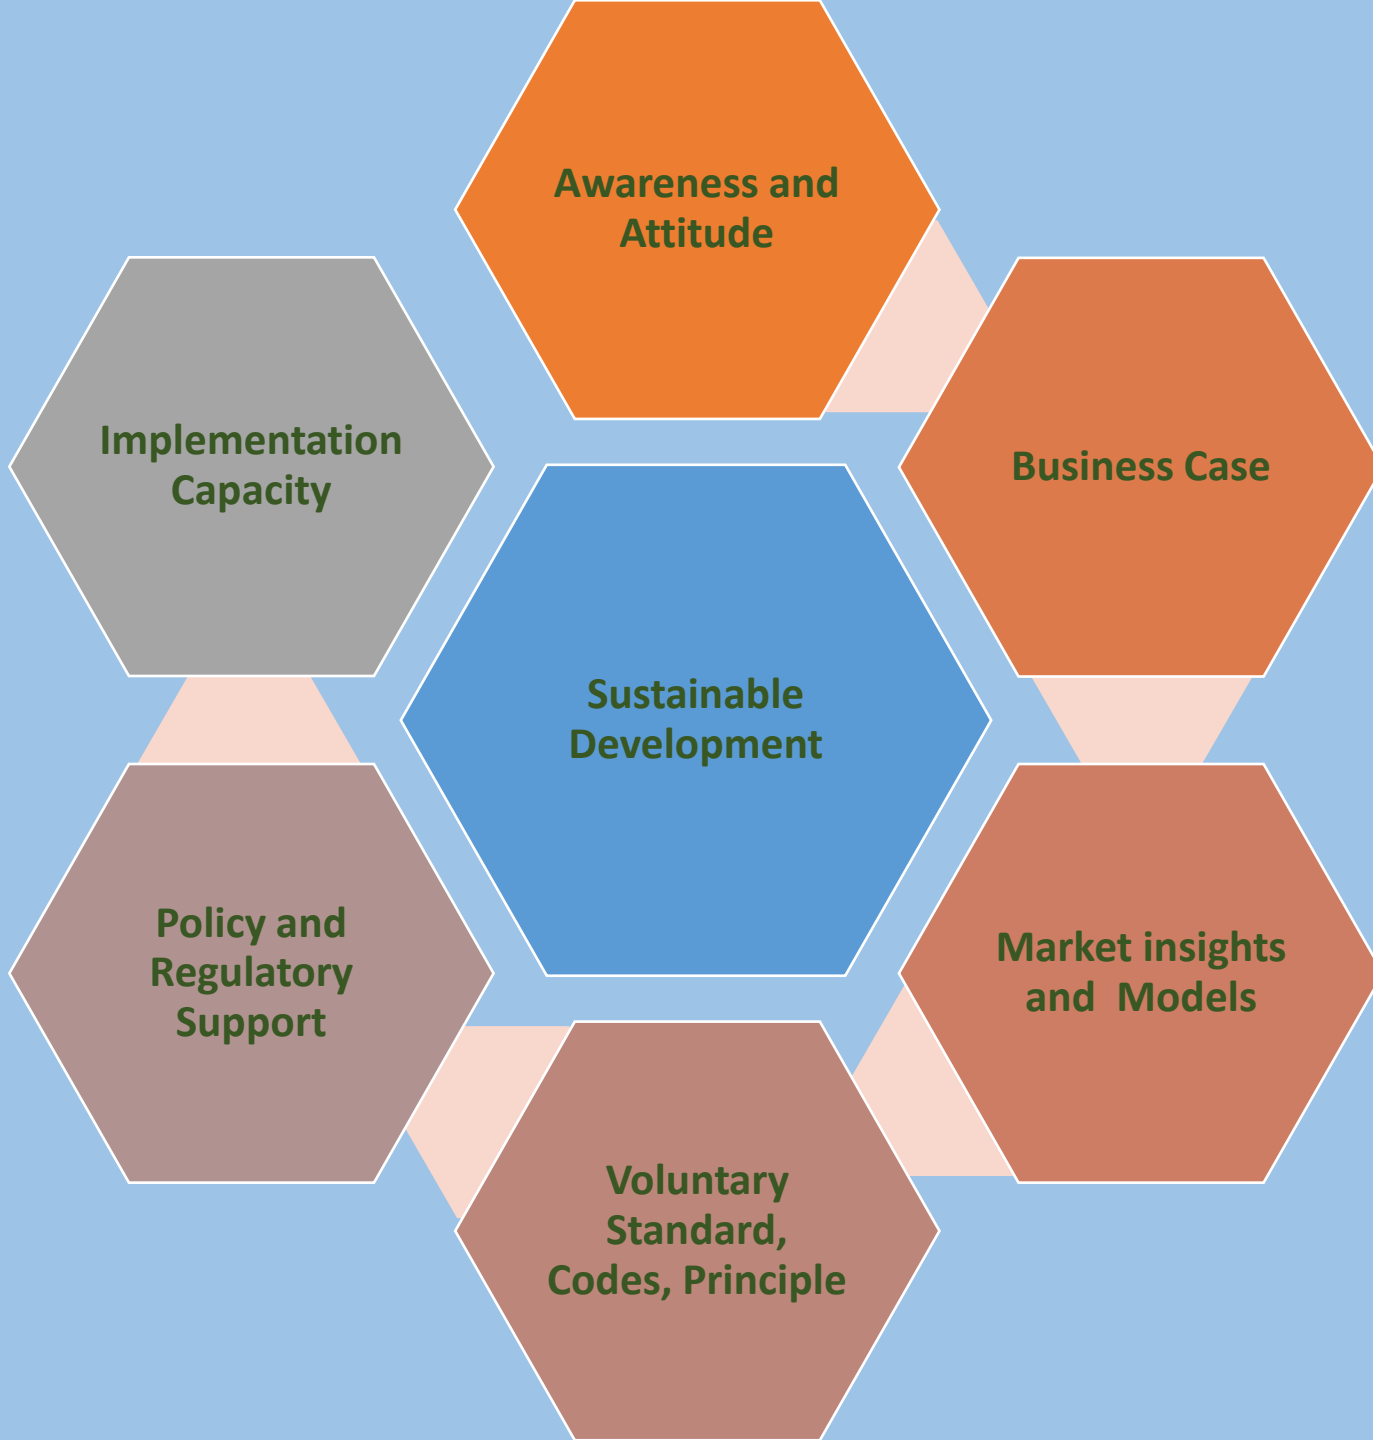 Awareness and
Attitude
Implementation
Capacity
Business Case
Sustainable
Development
Policy and
Regulatory
Support
Market insights
and  Models
Voluntary
Standard,
Codes, Principle